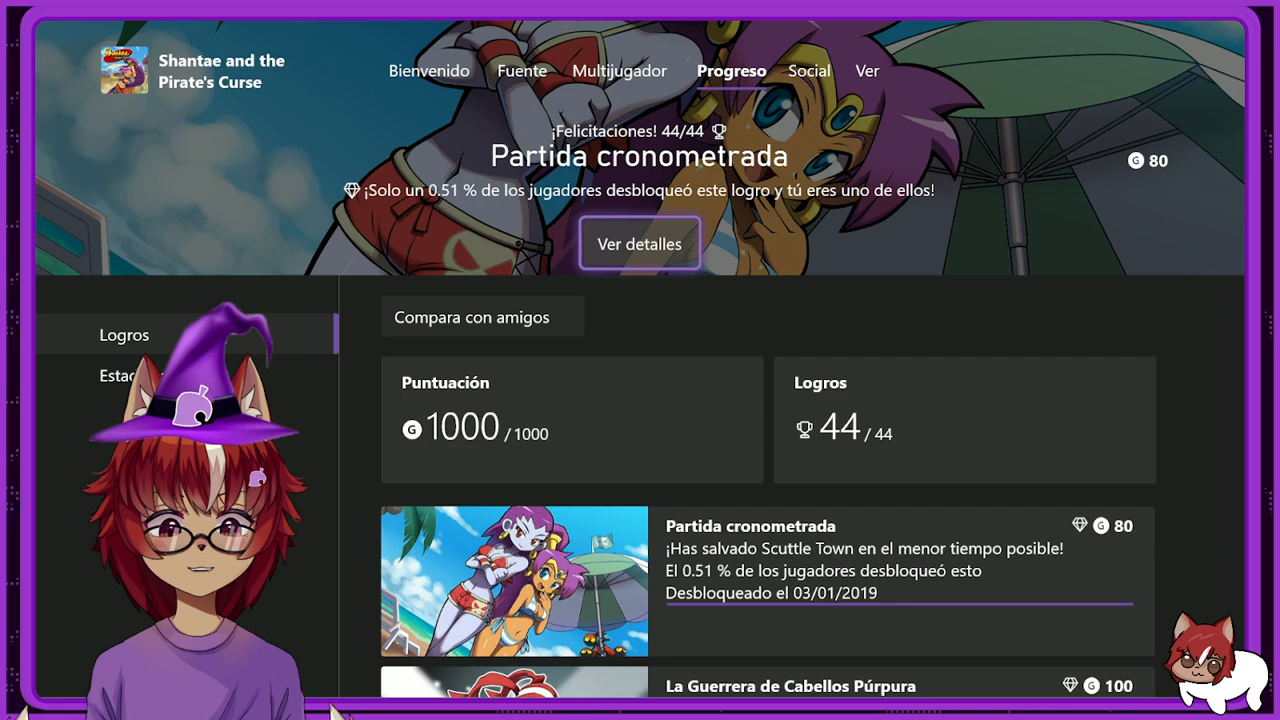 Shantae and the
Pirate's Curse
Bienvenido Fuente Multijugador Progreso Social Ver
¡Felicitaciones! 44/44
Partida cronometrada
G 80
¡Solo un 0.51 % de los jugadores desbloqueó este logro y tú eres uno de ellos!
Ver detalles
Logros
Compara con amigos
Puntuación
G 1000 / 1000
Logros
44 / 44
Partida cronometrada
G 80
¡Has salvado Scuttle Town en el menor tiempo posible!
El 0.51 % de los jugadores desbloqueó esto
Desbloqueado el 03/01/2019
La Guerrera de Cabellos Púrpura
G 100